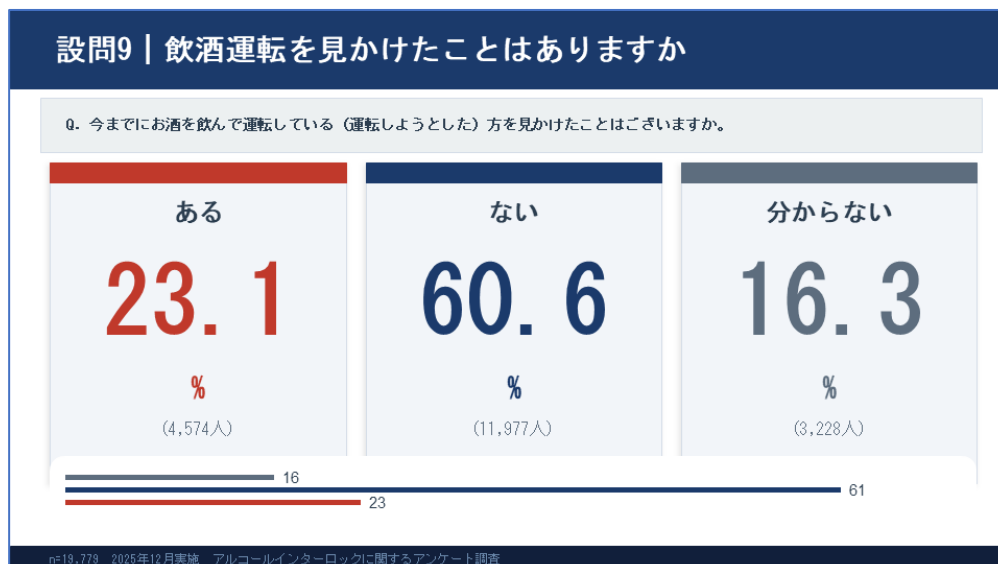 設問9｜飲酒運転を見かけたことはありますか
Q. 今までにお酒を飲んで運転している（運転しようとした）方を見かけたことはございますか。
ある
23.1
%
(4,574人)
ない
60.6
%
(11,977人)
分からない
16.3
%
(3,228人)
16
61
23
n=19,779 2025年12月実施 アルコールインターロックに関するアンケート調査